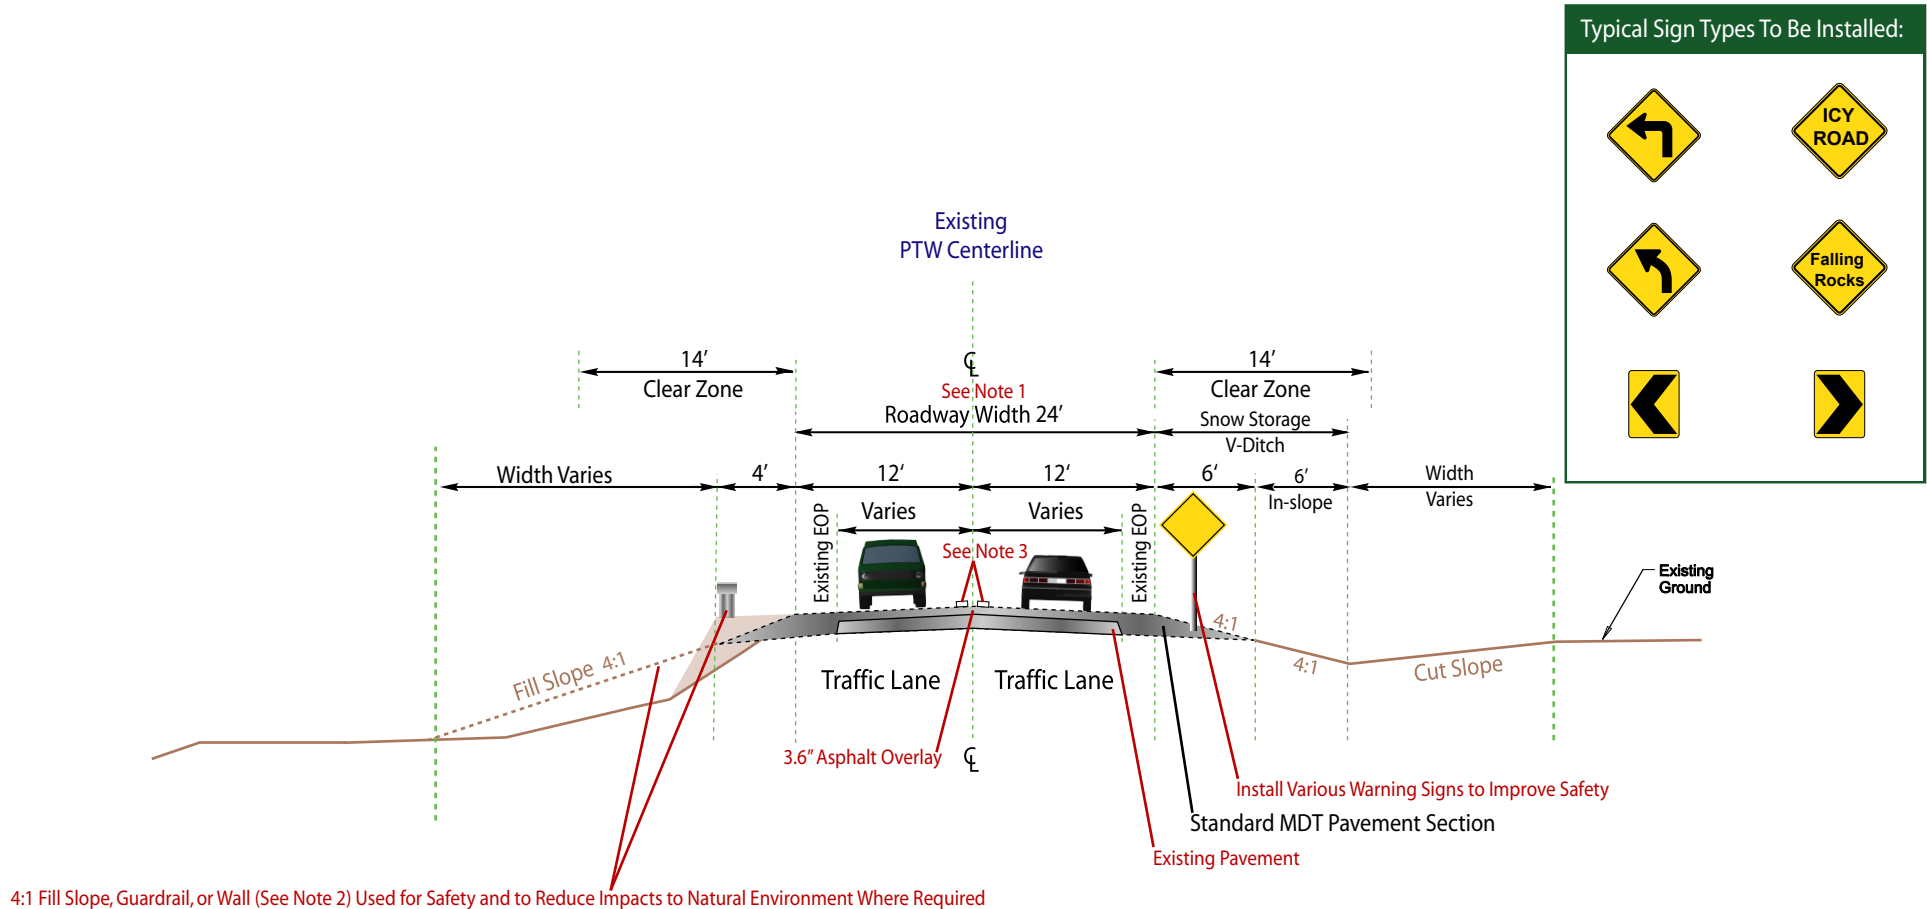 Typical Sign Types To Be Installed:
ICY
ROAD
Falling
Rocks
Existing
PTW Centerline
14’
Clear Zone
℄
See Note 1
Roadway Width 24’
14’
Clear Zone
Snow Storage
V-Ditch
Width Varies
4’
12‘
12‘
6‘
6’
In-slope
Width
Varies
Existing EOP
Varies
Varies
Existing EOP
See Note 3
Existing
Ground
4:1
Fill Slope 4:1
4:1
Cut Slope
Traffic Lane
Traffic Lane
3.6” Asphalt Overlay
℄
Install Various Warning Signs to Improve Safety
Standard MDT Pavement Section
Existing Pavement
4:1 Fill Slope, Guardrail, or Wall (See Note 2) Used for Safety and to Reduce Impacts to Natural Environment Where Required